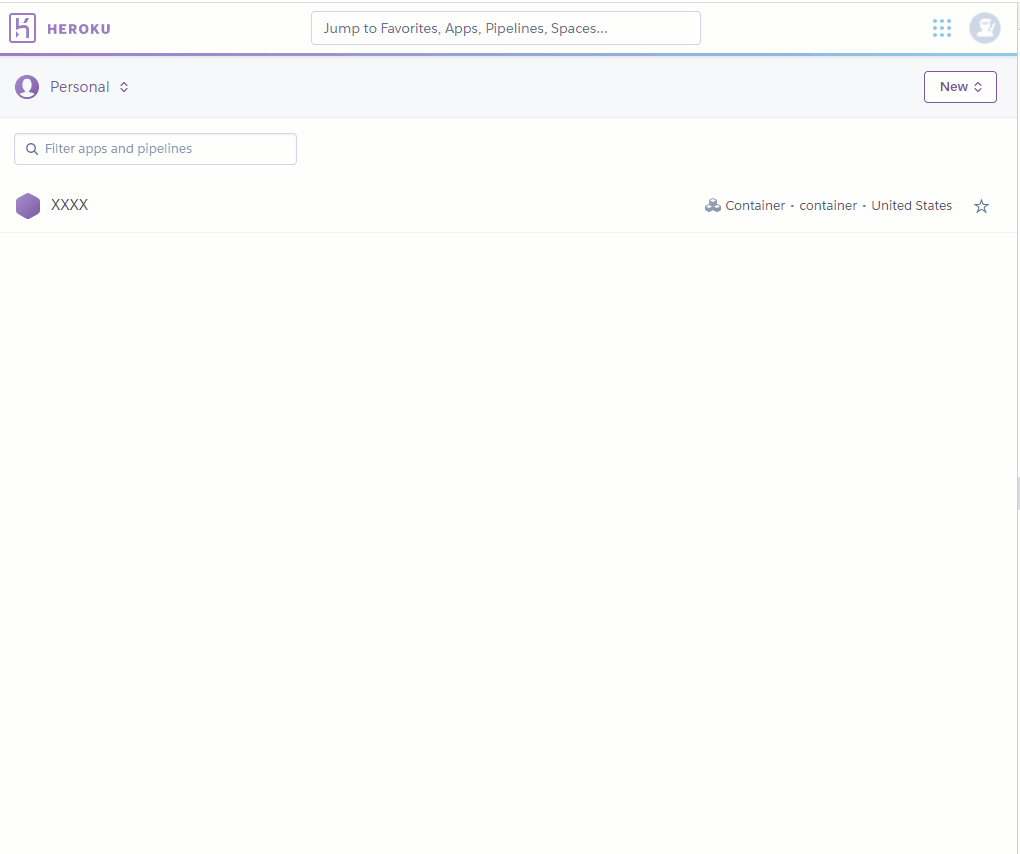 HEROKU
Jump to Favorites, Apps, Pipelines, Spaces...
Personal
New
Filter apps and pipelines
XXXX
Container · container · United States